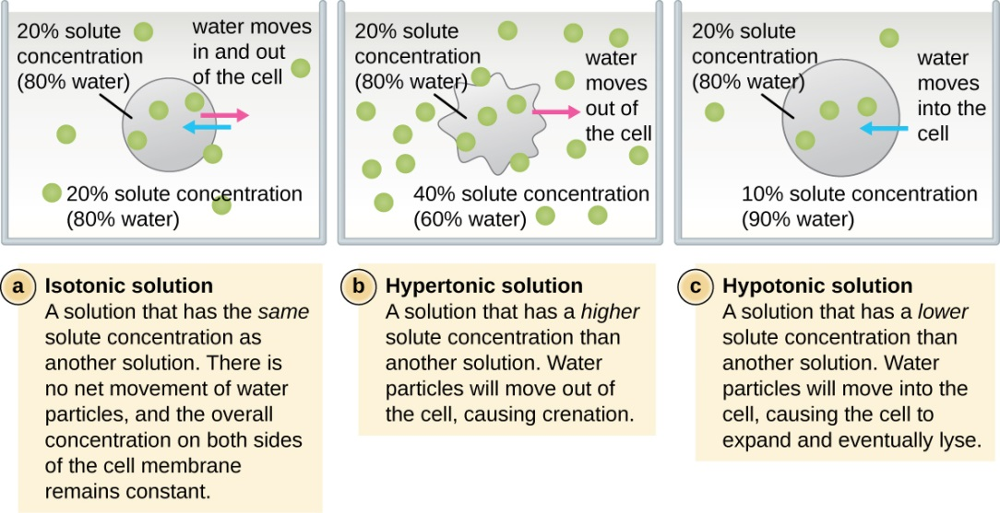 20% solute
concentration
(80% water)
water moves
in and out
of the cell
20% solute concentration
(80% water)
20% solute
concentration
(80% water)
water
moves
out of
the cell
40% solute concentration
(60% water)
20% solute
concentration
(80% water)
water
moves
into the
cell
10% solute concentration
(90% water)
a Isotonic solution
A solution that has the same
solute concentration as
another solution. There is
no net movement of water
particles, and the overall
concentration on both sides
of the cell membrane
remains constant.
b Hypertonic solution
A solution that has a higher
solute concentration than
another solution. Water
particles will move out of
the cell, causing crenation.
c Hypotonic solution
A solution that has a lower
solute concentration than
another solution. Water
particles will move into the
cell, causing the cell to
expand and eventually lyse.